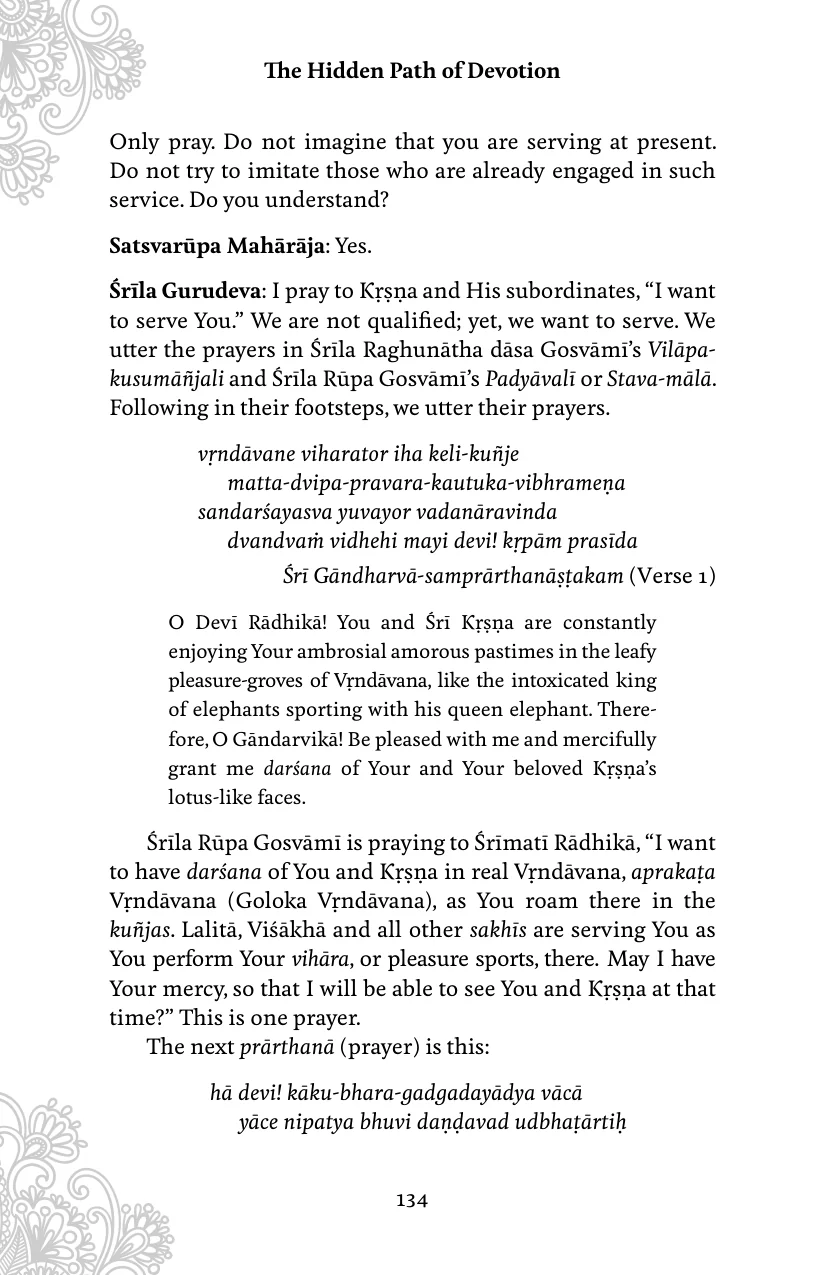 The Hidden Path of Devotion
Only pray. Do not imagine that you are serving at present.
Do not try to imitate those who are already engaged in such
service. Do you understand?
Satsvarūpa Mahārāja: Yes.
Śrīla Gurudeva: I pray to Kṛṣṇa and His subordinates, “I want
to serve You.” We are not qualified; yet, we want to serve. We
utter the prayers in Śrīla Raghunātha dāsa Gosvāmī’s Vilāpa-
kusumāñjali and Śrīla Rūpa Gosvāmī’s Padyāvalī or Stava-mālā.
Following in their footsteps, we utter their prayers.
vṛndāvane viharator iha keli-kuñje
matta-dvipa-pravara-kautuka-vibhrameṇa
sandarśayasva yuvayor vadanāravinda
dvandvaṁ vidhehi mayi devi! kṛpām prasīda
Śrī Gāndharvā-samprārthanāṣṭakam (Verse 1)
O Devī Rādhikā! You and Śrī Kṛṣṇa are constantly
enjoying Your ambrosial amorous pastimes in the leafy
pleasure-groves of Vṛndāvana, like the intoxicated king
of elephants sporting with his queen elephant. There-
fore, O Gāndarvikā! Be pleased with me and mercifully
grant me darśana of Your and Your beloved Kṛṣṇa’s
lotus-like faces.
Śrīla Rūpa Gosvāmī is praying to Śrīmatī Rādhikā, “I want
to have darśana of You and Kṛṣṇa in real Vṛndāvana, aprakaṭa
Vṛndāvana (Goloka Vṛndāvana), as You roam there in the
kuñjas. Lalitā, Viśākhā and all other sakhīs are serving You as
You perform Your vihāra, or pleasure sports, there. May I have
Your mercy, so that I will be able to see You and Kṛṣṇa at that
time?” This is one prayer.
The next prārthanā (prayer) is this:
hā devi! kāku-bhara-gadgadayādya vācā
yāce nipatya bhuvi daṇḍavad udbhaṭārtiḥ
134